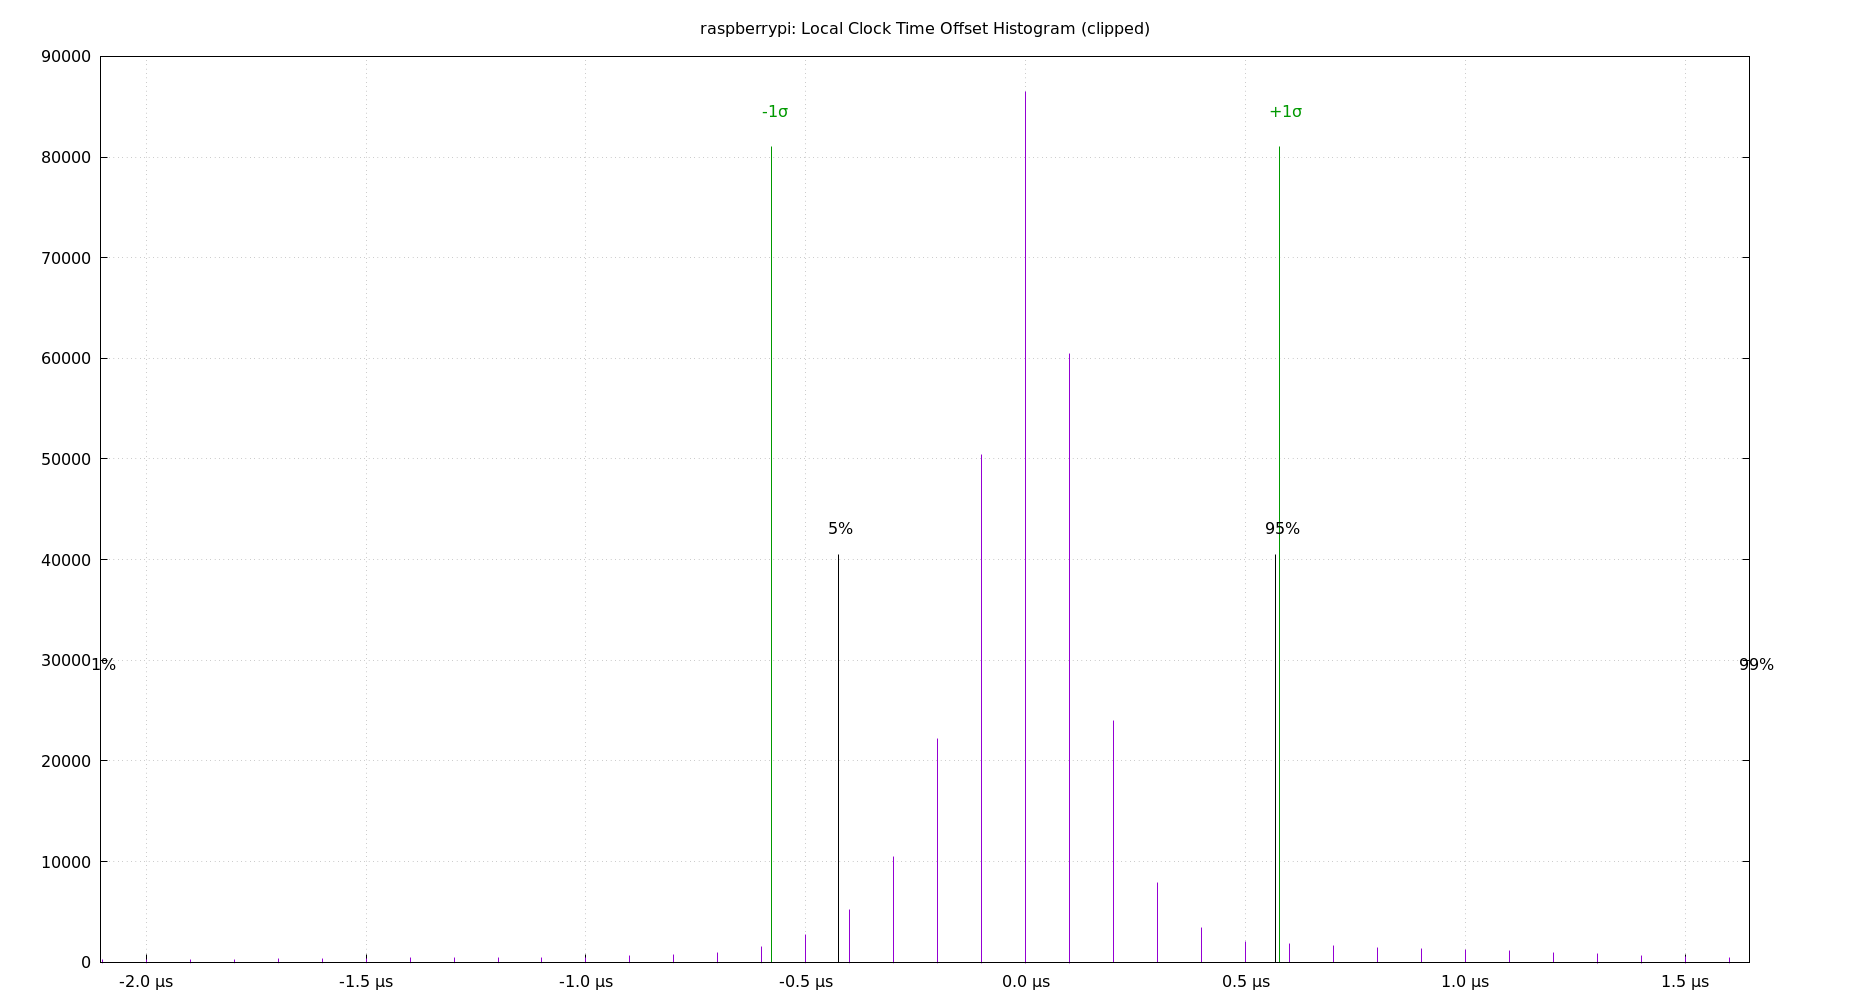 raspberrypi: Local Clock Time Offset Histogram (clipped)
90000
-1σ
+1σ
80000
70000
60000
50000
5%
95%
40000
30000
1%
99%
20000
10000
0
-2.0 µs
-1.5 µs
-1.0 µs
-0.5 µs
0.0 µs
0.5 µs
1.0 µs
1.5 µs